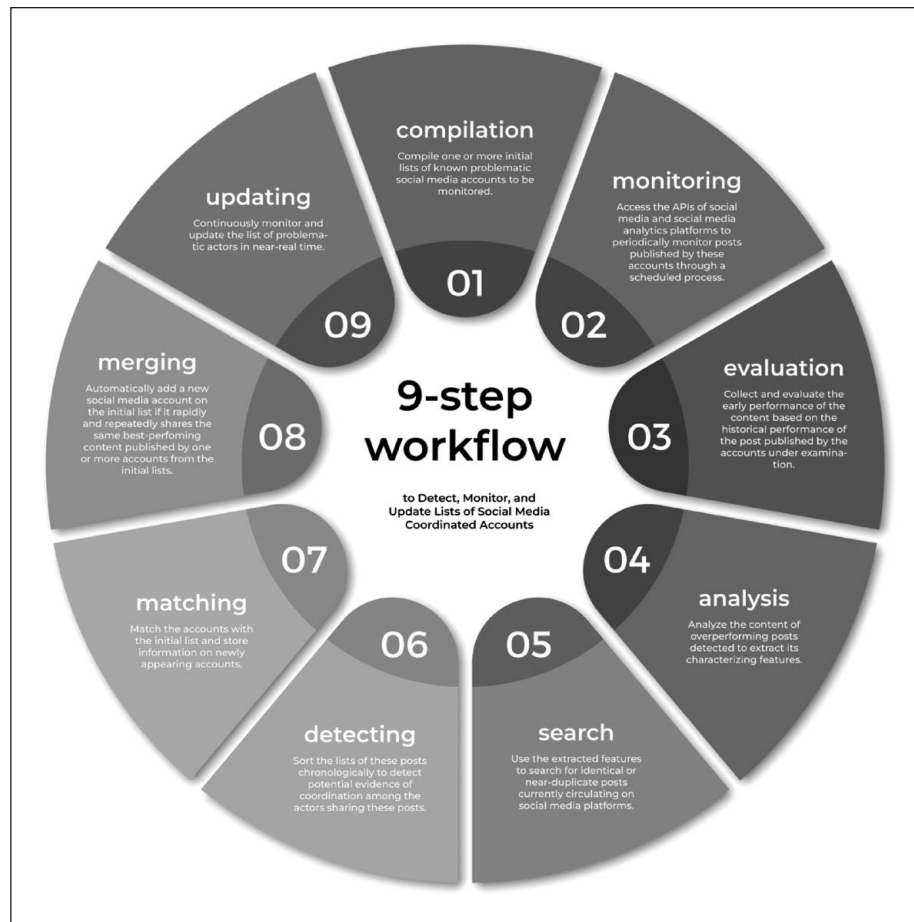 9-step
workflow
to Detect, Monitor, and
Update Lists of Social Media
Coordinated Accounts
compilation
Compile one or more initial
lists of known problematic
social media accounts to be
monitored.
01
monitoring
Access the APIs of social
media and social media
analytics platforms to
periodically monitor posts
published by these
accounts through a
scheduled process.
02
evaluation
Collect and evaluate the
early performance of the
content based on the
historical performance of
the post published by the
accounts under examina-
tion.
03
analysis
Analyze the content of
overperforming posts
detected to extract its
characterizing features.
04
search
Use the extracted features
to search for identical or
near-duplicate posts
currently circulating on
social media platforms.
05
detecting
Sort the lists of these posts
chronologically to detect
potential evidence of
coordination among the
actors sharing these posts.
06
matching
Match the accounts with
the initial list and store
information on newly
appearing accounts.
07
merging
Automatically add a new
social media account on
the initial list if it rapidly
and repeatedly shares the
same best-perfoming
content published by one
or more accounts from the
initial lists.
08
updating
Continuously monitor and
update the list of problema-
tic actors in near-real time.
09